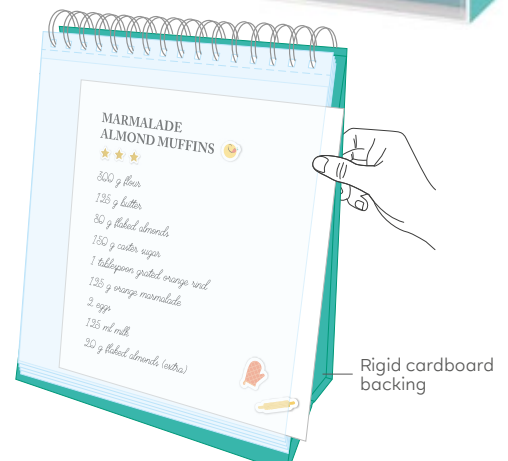 MARMALADE
ALMOND MUFFINS
300 g flour
125 g butter
80 g flaked almonds
150 g caster sugar
1 tablespoon grated orange rind
125 g orange marmalade
2 eggs
125 ml milk
20 g flaked almonds (extra)
Rigid cardboard
backing